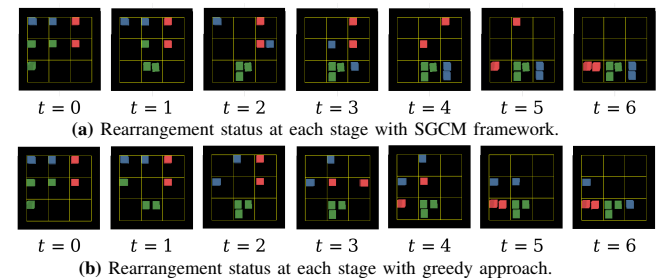 t = 0 t = 1 t = 2 t = 3 t = 4 t = 5 t = 6
(a) Rearrangement status at each stage with SGCM framework.
t = 0 t = 1 t = 2 t = 3 t = 4 t = 5 t = 6
(b) Rearrangement status at each stage with greedy approach.